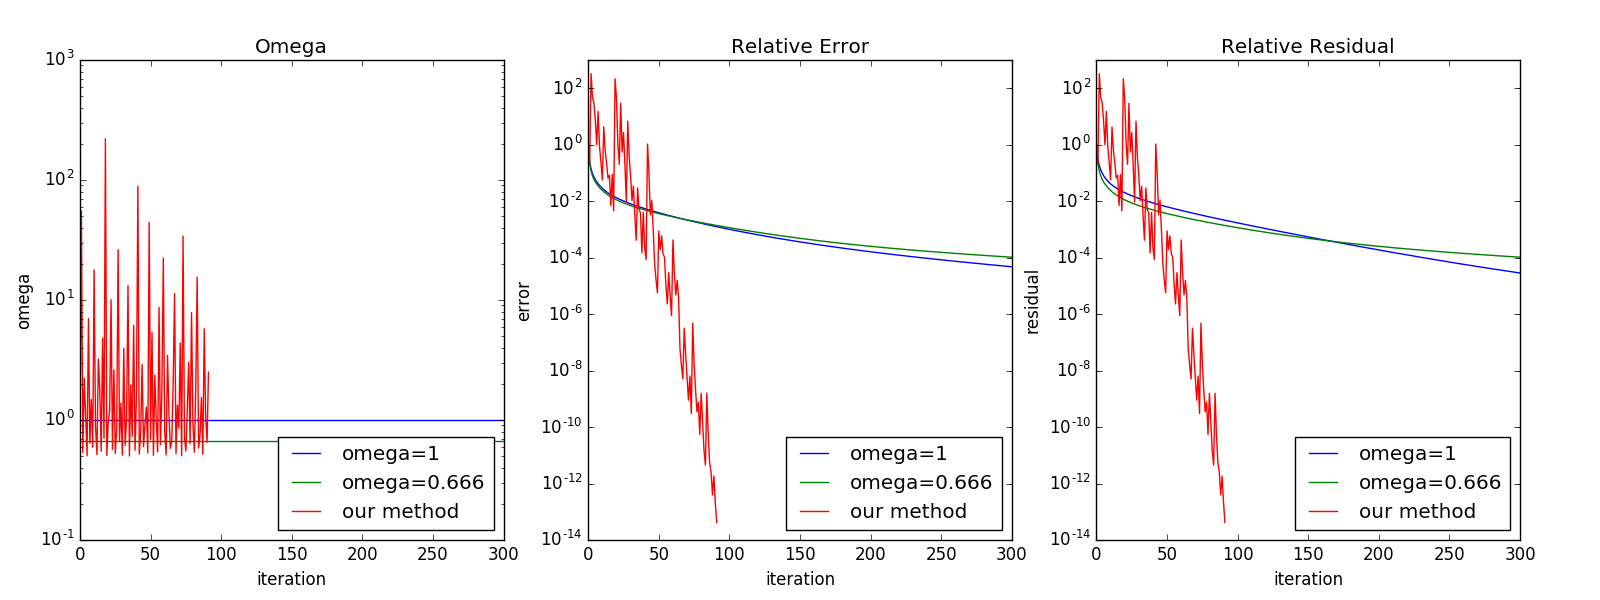 Omega
10^3
10^2
10^1
10^0
10^-1
omega
0 50 100 150 200 250 300
iteration
omega=1
omega=0.666
our method
Relative Error
10^2
10^0
10^-2
10^-4
10^-6
10^-8
10^-10
10^-12
10^-14
error
0 50 100 150 200 250 300
iteration
omega=1
omega=0.666
our method
Relative Residual
10^2
10^0
10^-2
10^-4
10^-6
10^-8
10^-10
10^-12
10^-14
residual
0 50 100 150 200 250 300
iteration
omega=1
omega=0.666
our method